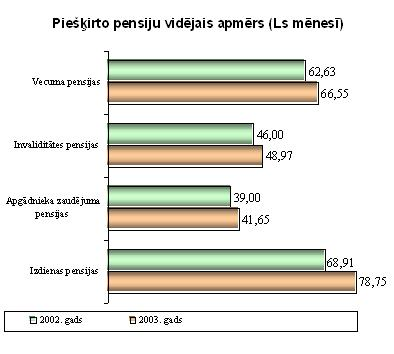 Piešķirto pensiju vidējais apmērs (Ls mēnesī)
Vecuma pensijas
62,63
66,55
Invaliditātes pensijas
46,00
48,97
Apgādnieka zaudējuma
pensijas
39,00
41,65
Izdienas pensijas
68,91
78,75
2002. gads 2003. gads